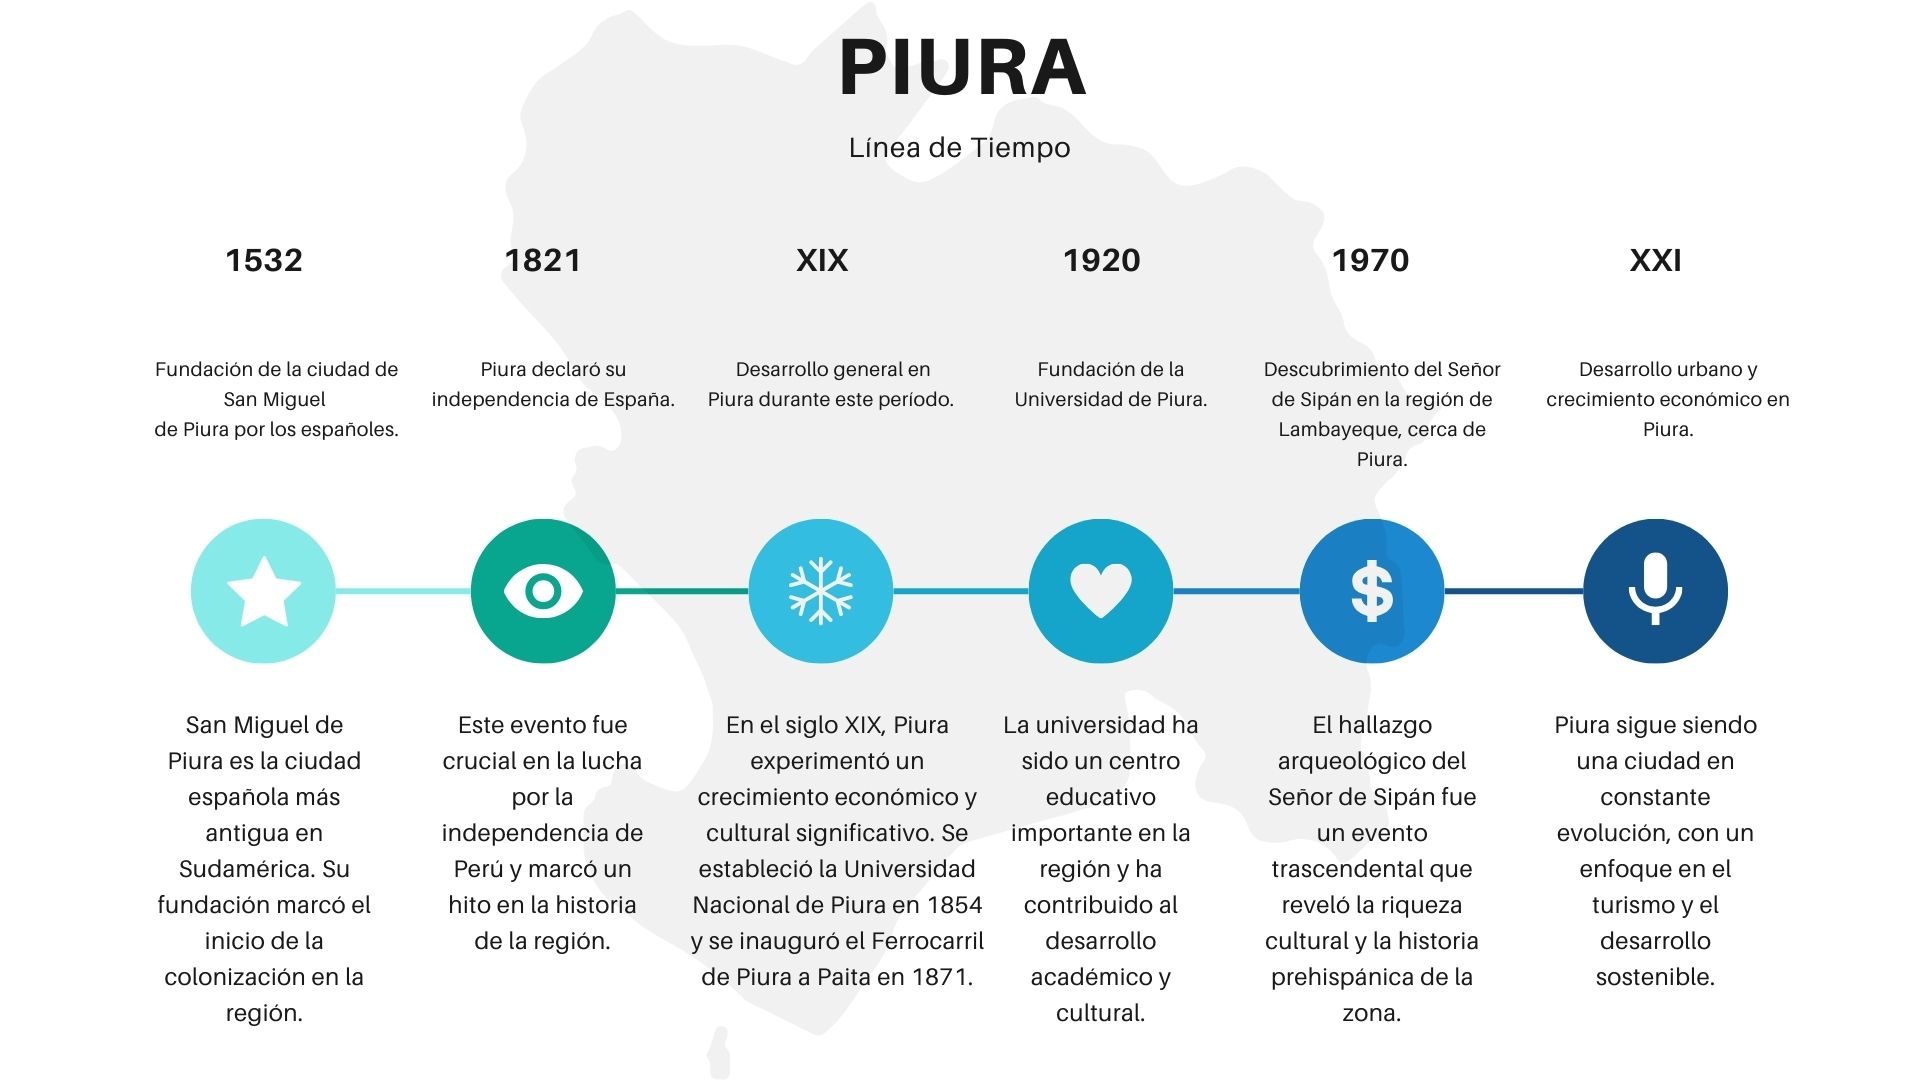 PIURA
Línea de Tiempo
1532
Fundación de la ciudad de
San Miguel
de Piura por los españoles.
San Miguel de
Piura es la ciudad
española más
antigua en
Sudamérica. Su
fundación marcó el
inicio de la
colonización en la
región.
1821
Piura declaró su
independencia de España.
Este evento fue
crucial en la lucha
por la
independencia de
Perú y marcó un
hito en la historia
de la región.
XIX
Desarrollo general en
Piura durante este período.
En el siglo XIX, Piura
experimentó un
crecimiento económico y
cultural significativo. Se
estableció la Universidad
Nacional de Piura en 1854
y se inauguró el Ferrocarril
de Piura a Paita en 1871.
1920
Fundación de la
Universidad de Piura.
La universidad ha
sido un centro
educativo
importante en la
región y ha
contribuido al
desarrollo
académico y
cultural.
1970
Descubrimiento del Señor
de Sipán en la región de
Lambayeque, cerca de
Piura.
$
El hallazgo
arqueológico del
Señor de Sipán fue
un evento
trascendental que
reveló la riqueza
cultural y la historia
prehispánica de la
zona.
XXI
Desarrollo urbano y
crecimiento económico en
Piura.
Piura sigue siendo
una ciudad en
constante
evolución, con un
enfoque en el
turismo y el
desarrollo
sostenible.